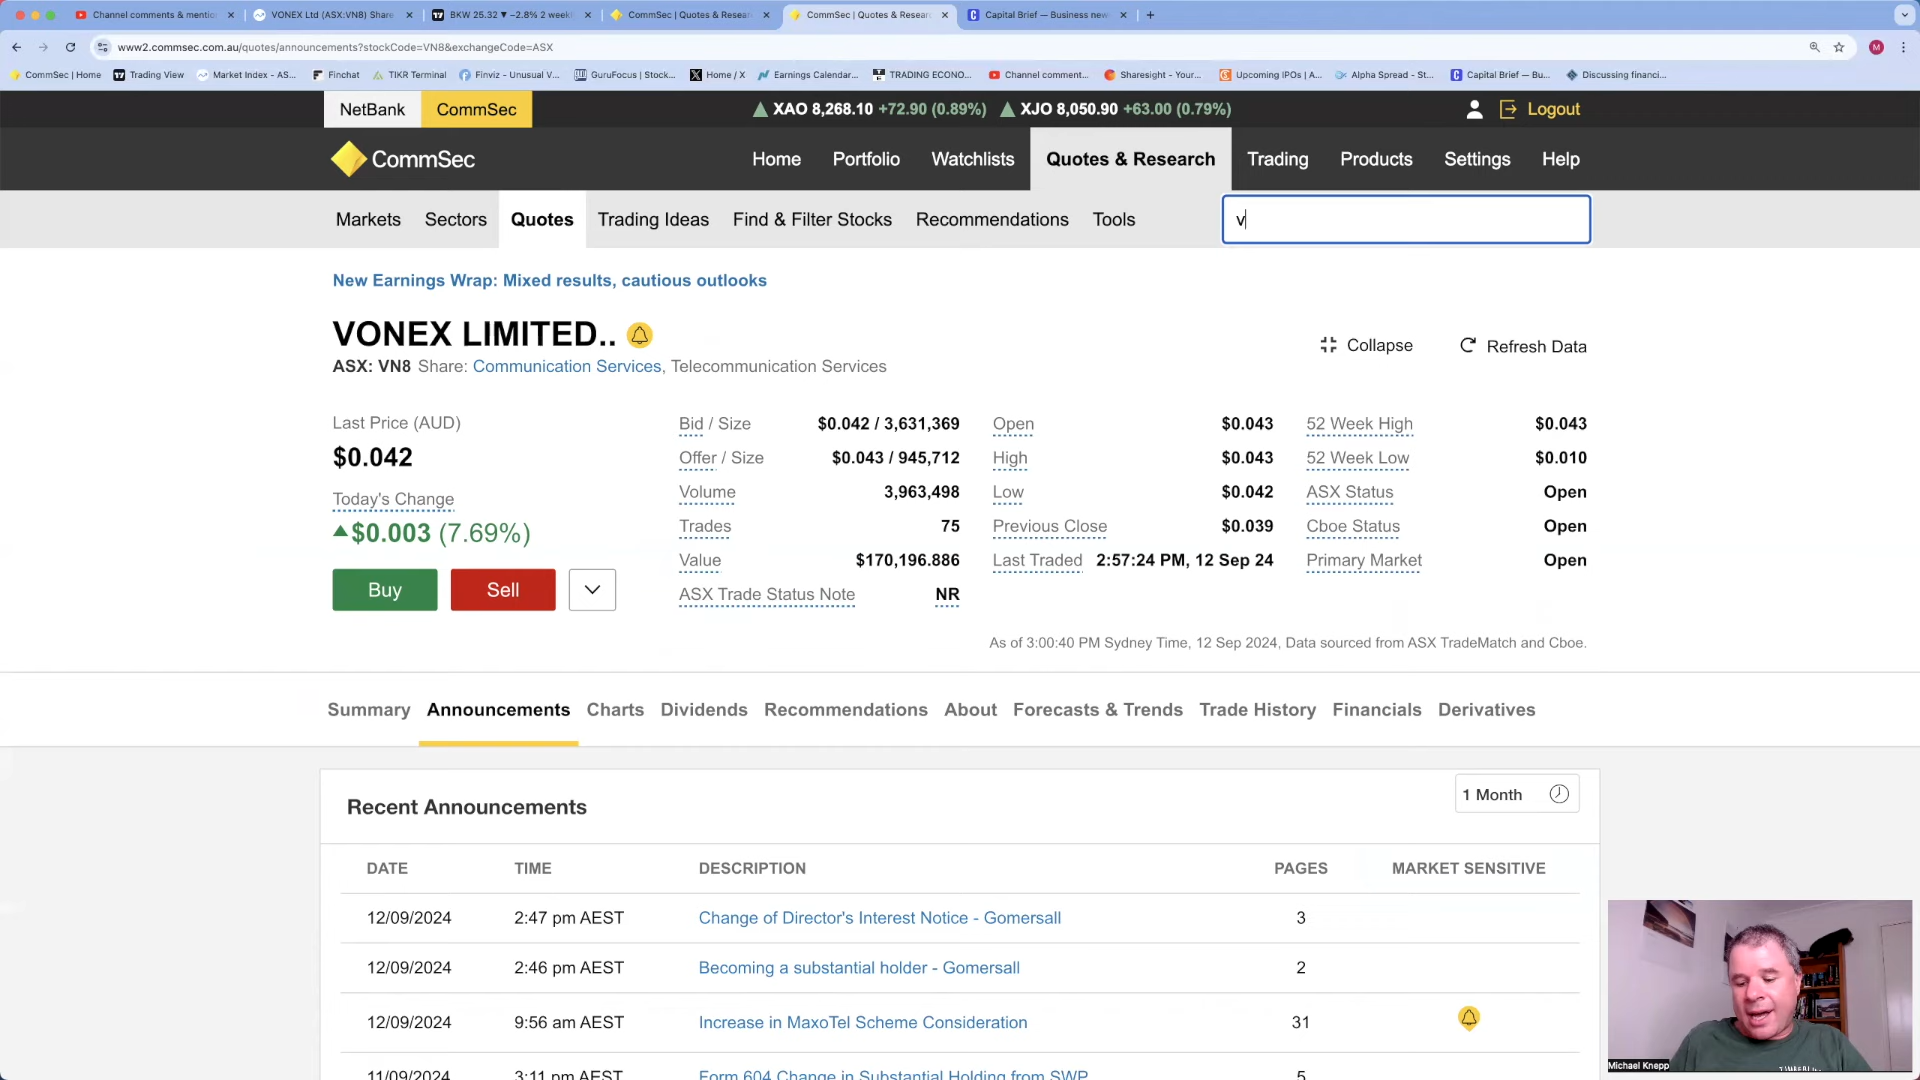 Channel comments & mentio
VONEX Ltd (ASX:VN8) Share
BKW 25.32 ▼ −2.8% 2 week
CommSec | Quotes & Resear
CommSec | Quotes & Resear
Capital Brief — Business new
www2.commsec.com.au/quotes/announcements?stockCode=VN8&exchangeCode=ASX
M
CommSec | Home
Trading View
Market Index - AS...
Finchat
TIKR Terminal
Finviz - Unusual V...
GuruFocus | Stock...
Home / X
Earnings Calendar...
TRADING ECONO...
Channel comment...
Sharesight - Your...
Upcoming IPOs | A...
Alpha Spread - St...
Capital Brief — Bu...
Discussing financi...
NetBank
CommSec
XAO 8,268.10 +72.90 (0.89%)
XJO 8,050.90 +63.00 (0.79%)
Logout
CommSec
Home
Portfolio
Watchlists
Quotes & Research
Trading
Products
Settings
Help
Markets
Sectors
Quotes
Trading Ideas
Find & Filter Stocks
Recommendations
Tools
v
New Earnings Wrap: Mixed results, cautious outlooks
VONEX LIMITED..
Collapse
Refresh Data
ASX: VN8 Share: Communication Services, Telecommunication Services
Last Price (AUD)
$0.042
Today's Change
$0.003 (7.69%)
Buy
Sell
Bid / Size $0.042 / 3,631,369
Offer / Size $0.043 / 945,712
Volume 3,963,498
Trades 75
Value $170,196.886
ASX Trade Status Note NR
Open $0.043
High $0.043
Low $0.042
Previous Close $0.039
Last Traded 2:57:24 PM, 12 Sep 24
52 Week High $0.043
52 Week Low $0.010
ASX Status Open
Cboe Status Open
Primary Market Open
As of 3:00:40 PM Sydney Time, 12 Sep 2024, Data sourced from ASX TradeMatch and Cboe.
Summary
Announcements
Charts
Dividends
Recommendations
About
Forecasts & Trends
Trade History
Financials
Derivatives
Recent Announcements
1 Month
DATE TIME DESCRIPTION PAGES MARKET SENSITIVE
12/09/2024 2:47 pm AEST Change of Director's Interest Notice - Gomersall 3
12/09/2024 2:46 pm AEST Becoming a substantial holder - Gomersall 2
12/09/2024 9:56 am AEST Increase in MaxoTel Scheme Consideration 31
11/09/2024 3:11 pm AEST Form 604 Change in Substantial Holding from SWP 5
Michael Knepp